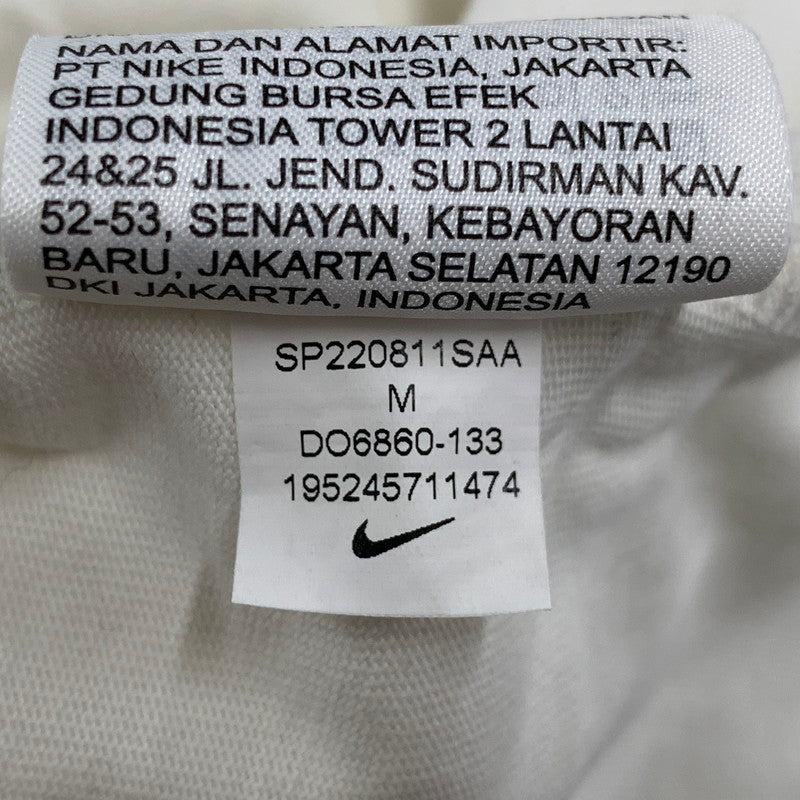 NAMA DAN ALAMAT IMPORTIR:
PT NIKE INDONESIA, JAKARTA
GEDUNG BURSA EFEK
INDONESIA TOWER 2 LANTAI
24&25 JL. JEND. SUDIRMAN KAV.
52-53, SENAYAN, KEBAYORAN
BARU, JAKARTA SELATAN 12190
DKI JAKARTA, INDONESIA
SP220811SAA
M
DO6860-133
195245711474